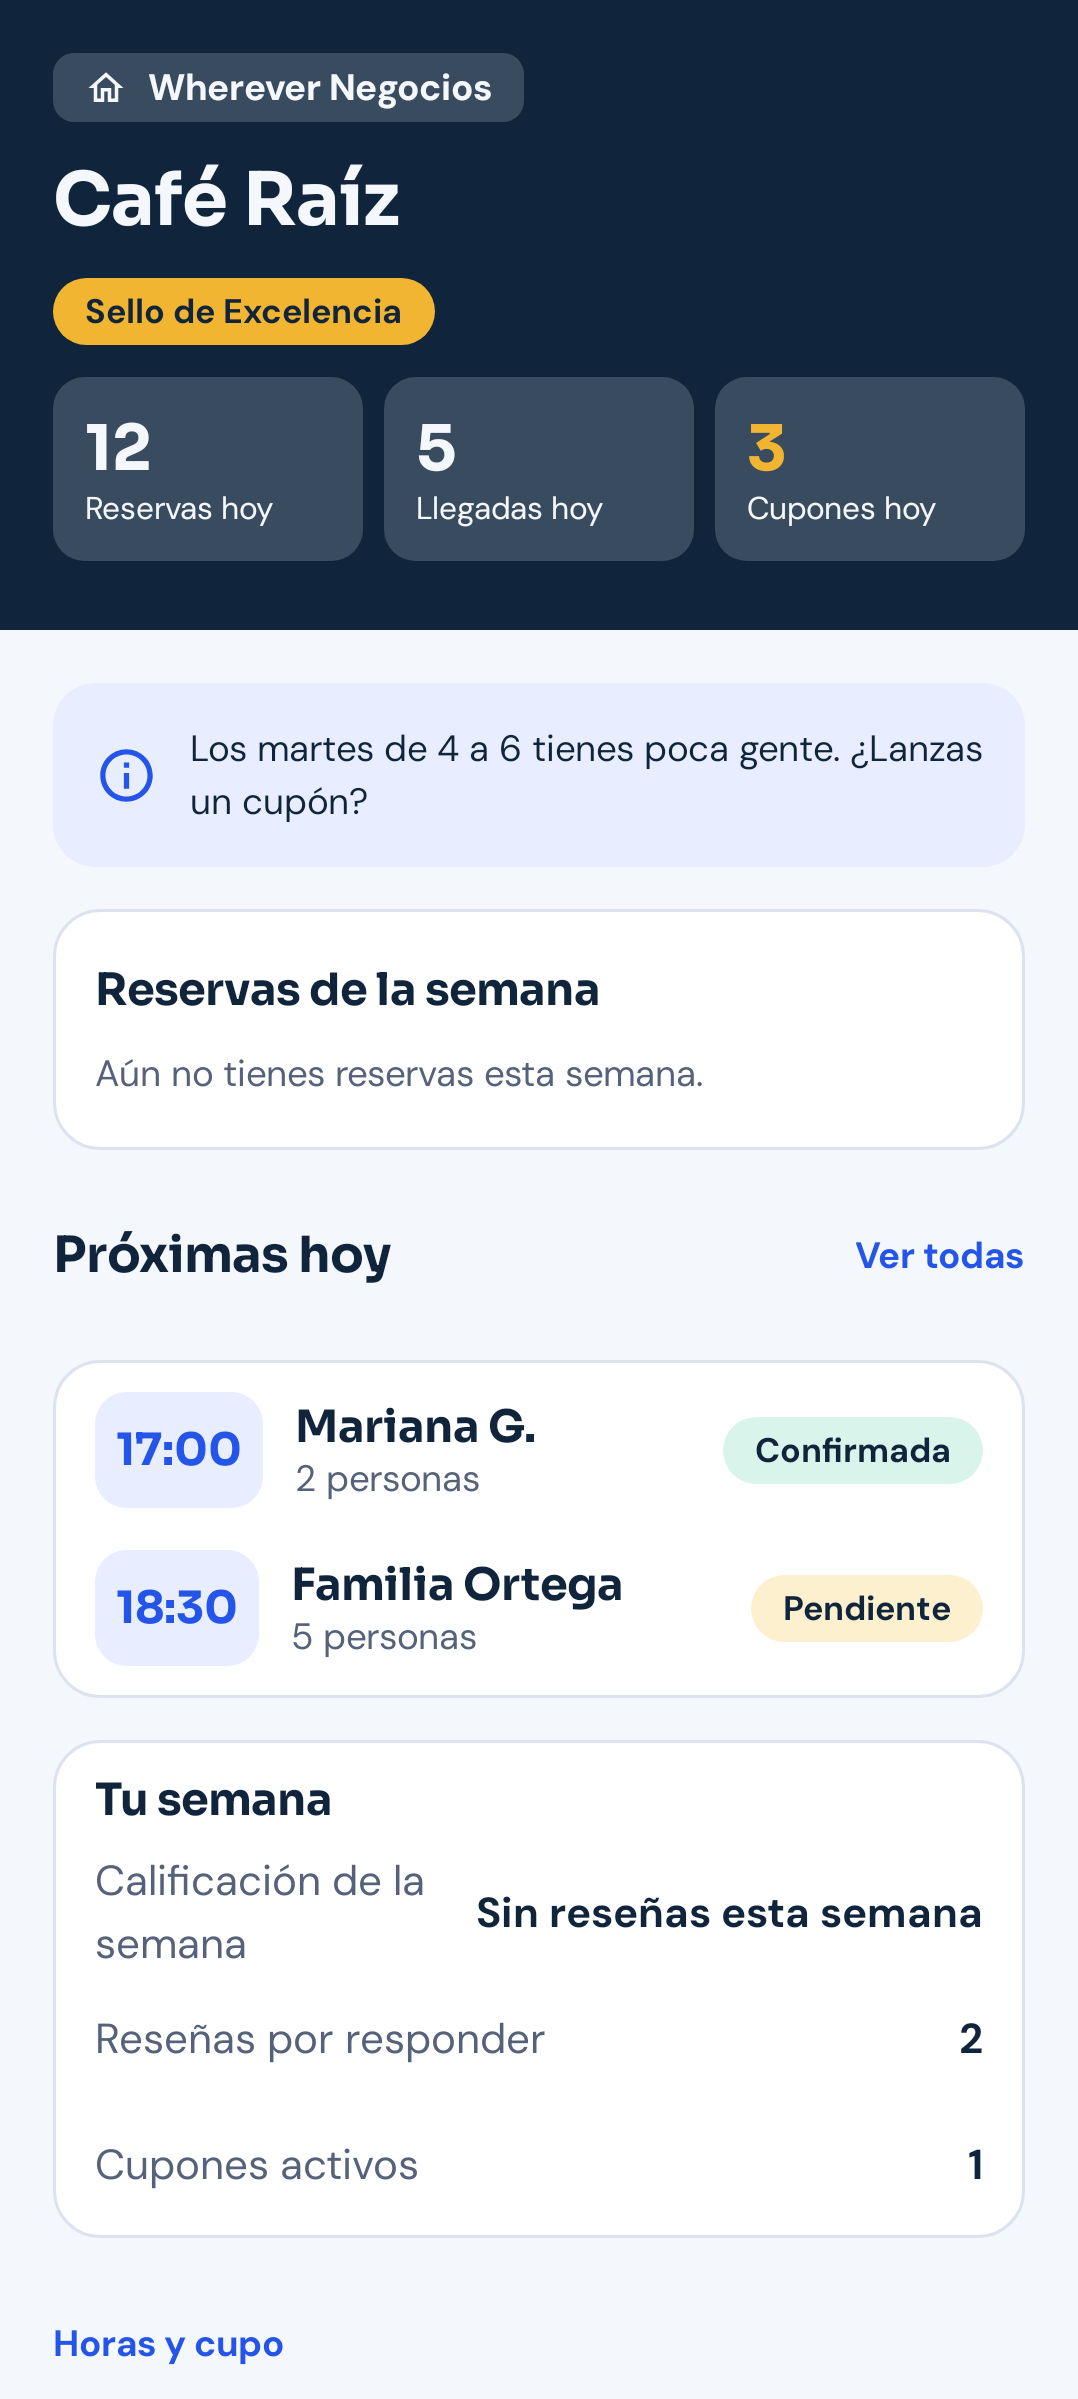 Wherever Negocios
Café Raíz
Sello de Excelencia
12
Reservas hoy
5
Llegadas hoy
3
Cupones hoy
Los martes de 4 a 6 tienes poca gente. ¿Lanzas
un cupón?
Reservas de la semana
Aún no tienes reservas esta semana.
Próximas hoy
Ver todas
17:00
Mariana G.
2 personas
Confirmada
18:30
Familia Ortega
5 personas
Pendiente
Tu semana
Calificación de la
semana
Sin reseñas esta semana
Reseñas por responder
2
Cupones activos
1
Horas y cupo